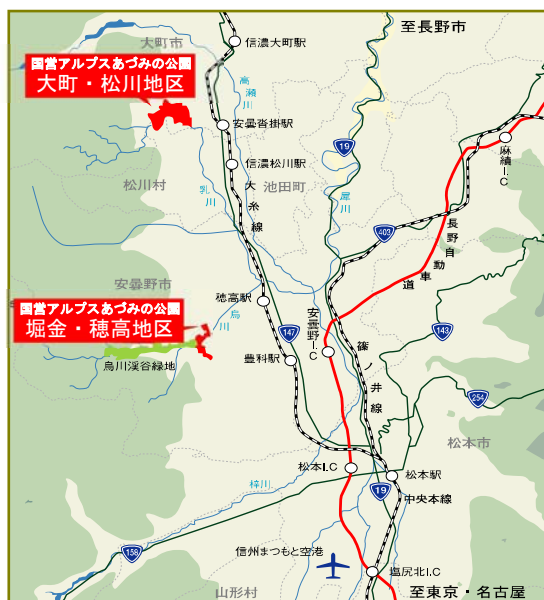 大町市
国営アルプスあづみの公園
大町・松川地区
信濃大町駅
至長野市
高瀬川
安曇沓掛駅
19
麻績I.C
信濃松川駅
松川村
乳川
大糸線
池田町
犀川
403
長野自動車道
安曇野市
国営アルプスあづみの公園
堀金・穂高地区
穂高駅
烏川
安曇野I.C
147
143
烏川渓谷緑地
豊科駅
篠ノ井線
254
松本市
松本I.C
松本駅
梓川
19
中央本線
158
信州まつもと空港
塩尻北I.C
山形村
至東京・名古屋